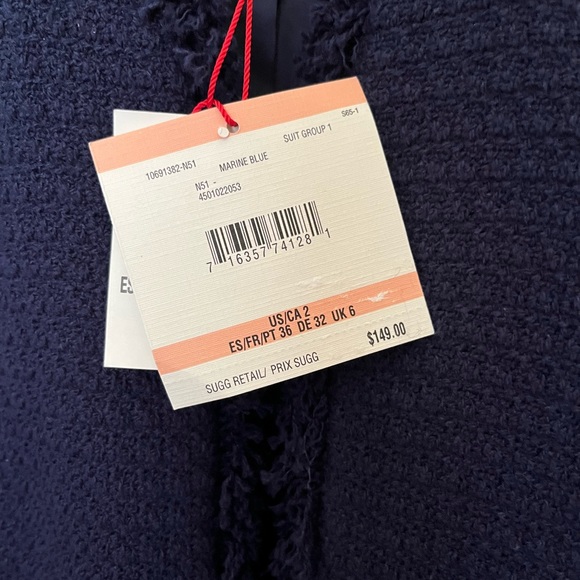 S65-1
SUIT GROUP 1
10691382-N51 MARINE BLUE
N51 -
4501022053
7 16357 74128 1
US/CA 2
ES/FR/PT 36 DE 32 UK 6
$149.00
SUGG RETAIL/ PRIX SUGG
ES